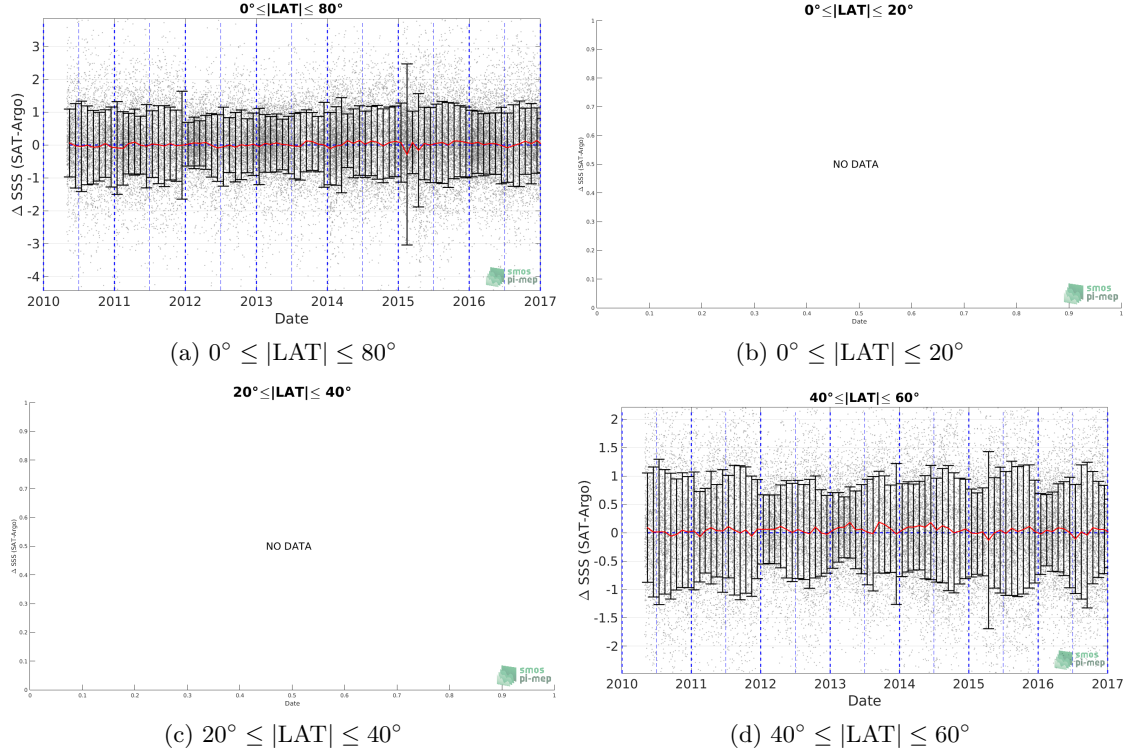 0°≤|LAT|≤ 80°
Δ SSS (SAT-Argo)
3
2
1
0
-1
-2
-3
-4
2010 2011 2012 2013 2014 2015 2016 2017
Date
smos
pi-mep
(a) 0° ≤ |LAT| ≤ 80°
0°≤|LAT|≤ 20°
Δ SSS (SAT-Argo)
1
0.9
0.8
0.7
0.6
0.5
0.4
0.3
0.2
0.1
0
NO DATA
0 0.1 0.2 0.3 0.4 0.5 0.6 0.7 0.8 0.9 1
Date
smos
pi-mep
(b) 0° ≤ |LAT| ≤ 20°
20°≤|LAT|≤ 40°
Δ SSS (SAT-Argo)
1
0.9
0.8
0.7
0.6
0.5
0.4
0.3
0.2
0.1
0
NO DATA
0 0.1 0.2 0.3 0.4 0.5 0.6 0.7 0.8 0.9 1
Date
smos
pi-mep
(c) 20° ≤ |LAT| ≤ 40°
40°≤|LAT|≤ 60°
Δ SSS (SAT-Argo)
2
1.5
1
0.5
0
-0.5
-1
-1.5
-2
2010 2011 2012 2013 2014 2015 2016 2017
Date
smos
pi-mep
(d) 40° ≤ |LAT| ≤ 60°